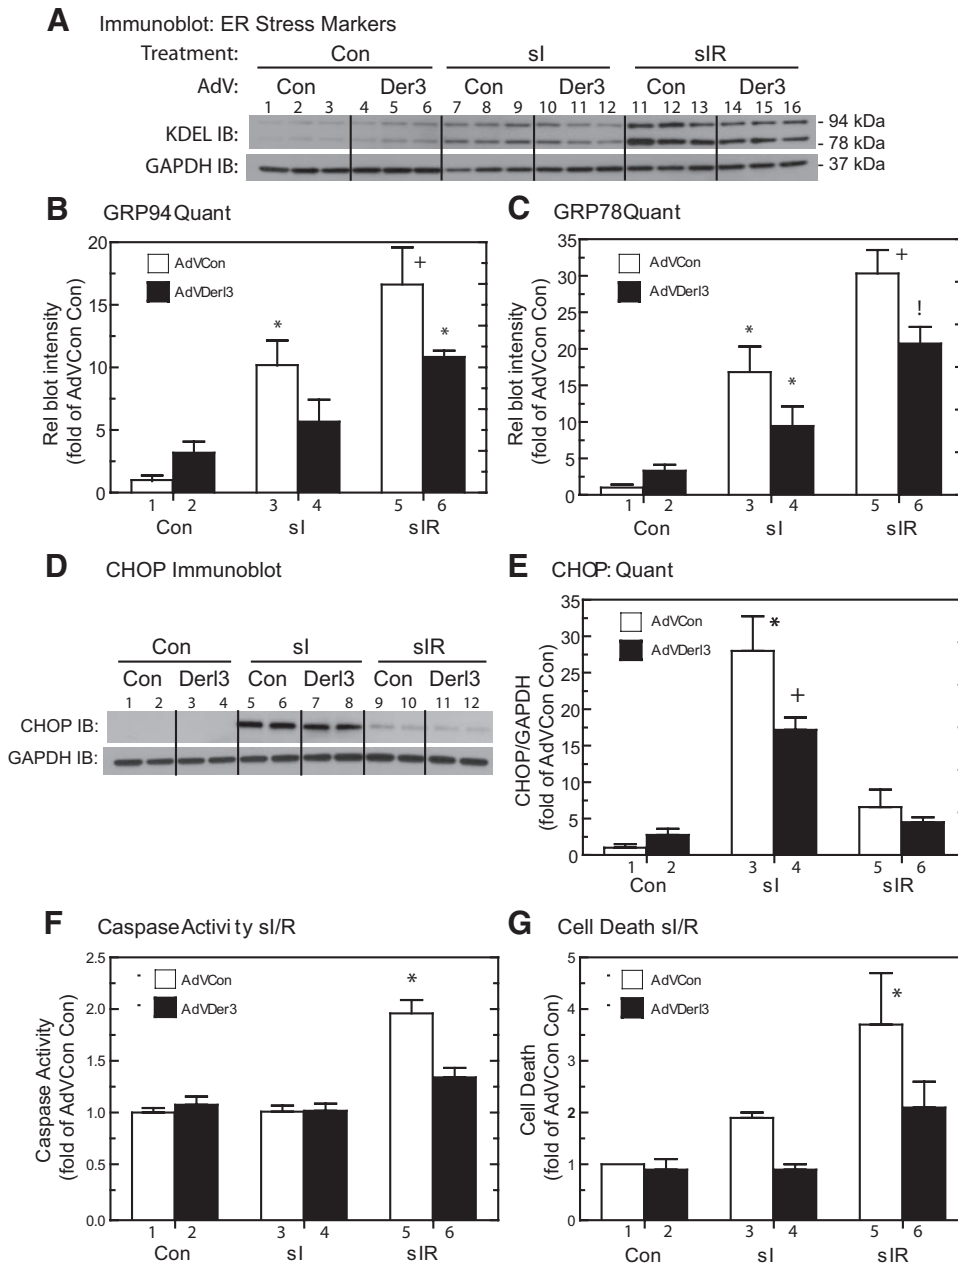 A Immunoblot: ER Stress Markers
Treatment: Con sI sIR
AdV: Con Der3 Con Der3 Con Der3
1 2 3 4 5 6 7 8 9 10 11 12 11 12 13 14 15 16
KDEL IB: - 94 kDa
- 78 kDa
GAPDH IB: - 37 kDa
B GRP94 Quant
20
15
10
5
0
Rel blot intensity
(fold of AdVCon Con)
AdVCon
AdVDerl3
* + *
1 2 3 4 5 6
Con sI sIR
C GRP78 Quant
35
30
25
20
15
10
5
0
Rel blot intensity
(fold of AdVCon Con)
AdVCon
AdVDerl3
* * + !
1 2 3 4 5 6
Con sI sIR
D CHOP Immunoblot
Con sI sIR
Con Derl3 Con Derl3 Con Derl3
1 2 3 4 5 6 7 8 9 10 11 12
CHOP IB:
GAPDH IB:
E CHOP: Quant
35
30
25
20
15
10
5
0
CHOP/GAPDH
(fold of AdVCon Con)
AdVCon
AdVDerl3
* +
1 2 3 4 5 6
Con sI sIR
F Caspase Activity sI/R
2.5
2.0
1.5
1.0
0.5
0.0
Caspase Activity
(fold of AdVCon Con)
AdVCon
AdVDer3
*
1 2 3 4 5 6
Con sI sIR
G Cell Death sI/R
5
4
3
2
1
0
Cell Death
(fold of AdVCon Con)
AdVCon
AdVDerl3
*
1 2 3 4 5 6
Con sI sIR